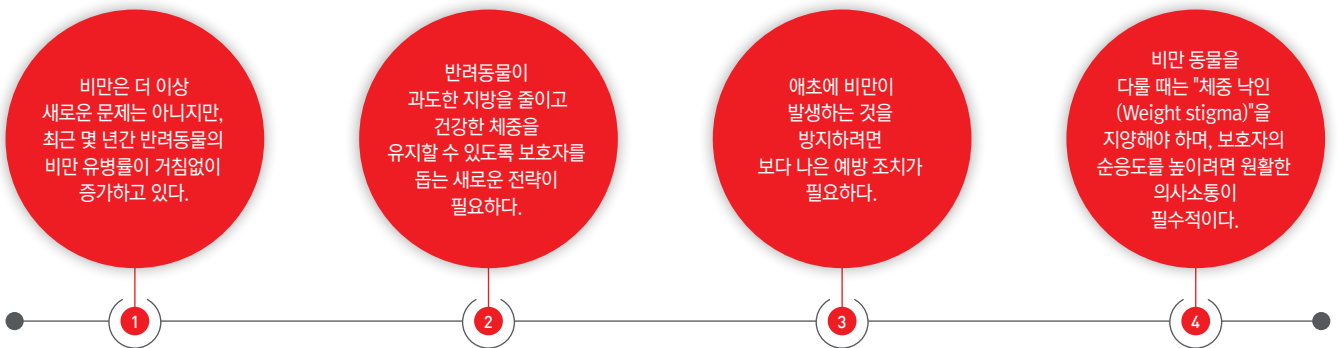 비만은 더 이상
새로운 문제는 아니지만,
최근 몇 년간 반려동물의
비만 유병률이 거침없이
증가하고 있다.
1
반려동물이
과도한 지방을 줄이고
건강한 체중을
유지할 수 있도록 보호자를
돕는 새로운 전략이
필요하다.
2
애초에 비만이
발생하는 것을
방지하려면
보다 나은 예방 조치가
필요하다.
3
비만 동물을
다룰 때는 "체중 낙인
(Weight stigma)"을
지양해야 하며, 보호자의
순응도를 높이려면 원활한
의사소통이
필수적이다.
4